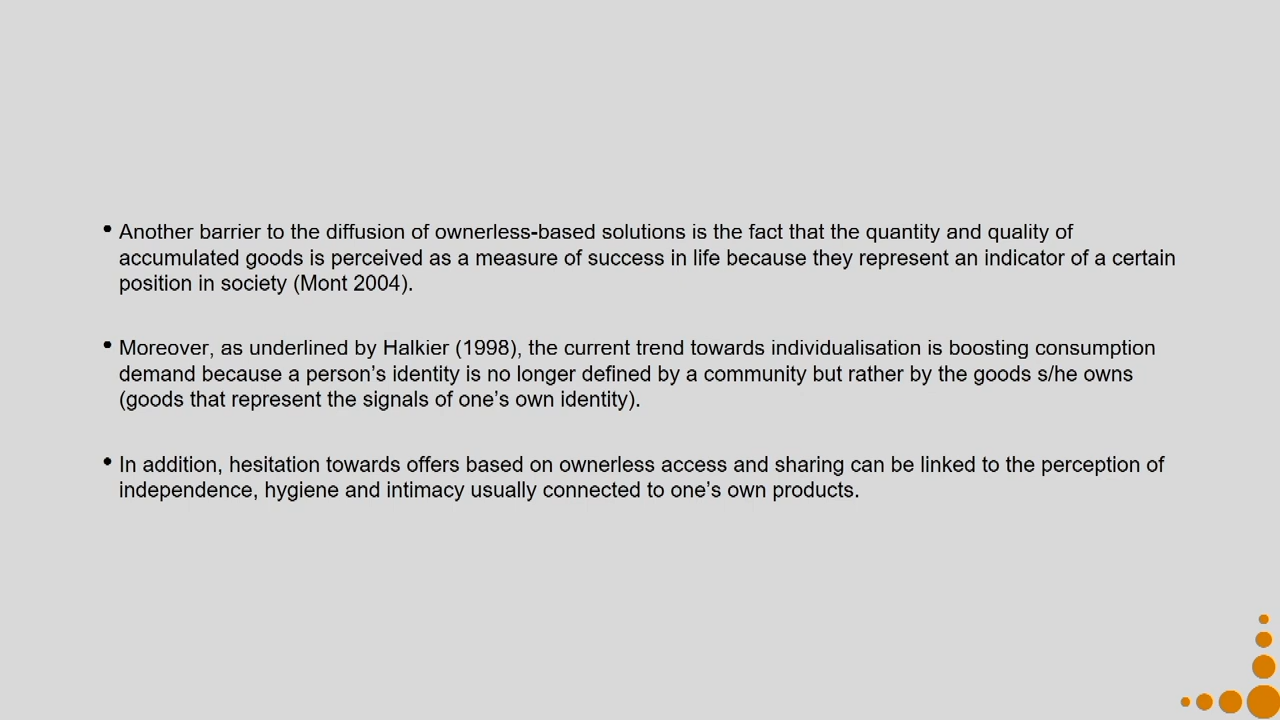 • Another barrier to the diffusion of ownerless-based solutions is the fact that the quantity and quality of
accumulated goods is perceived as a measure of success in life because they represent an indicator of a certain
position in society (Mont 2004).
• Moreover, as underlined by Halkier (1998), the current trend towards individualisation is boosting consumption
demand because a person’s identity is no longer defined by a community but rather by the goods s/he owns
(goods that represent the signals of one’s own identity).
• In addition, hesitation towards offers based on ownerless access and sharing can be linked to the perception of
independence, hygiene and intimacy usually connected to one’s own products.